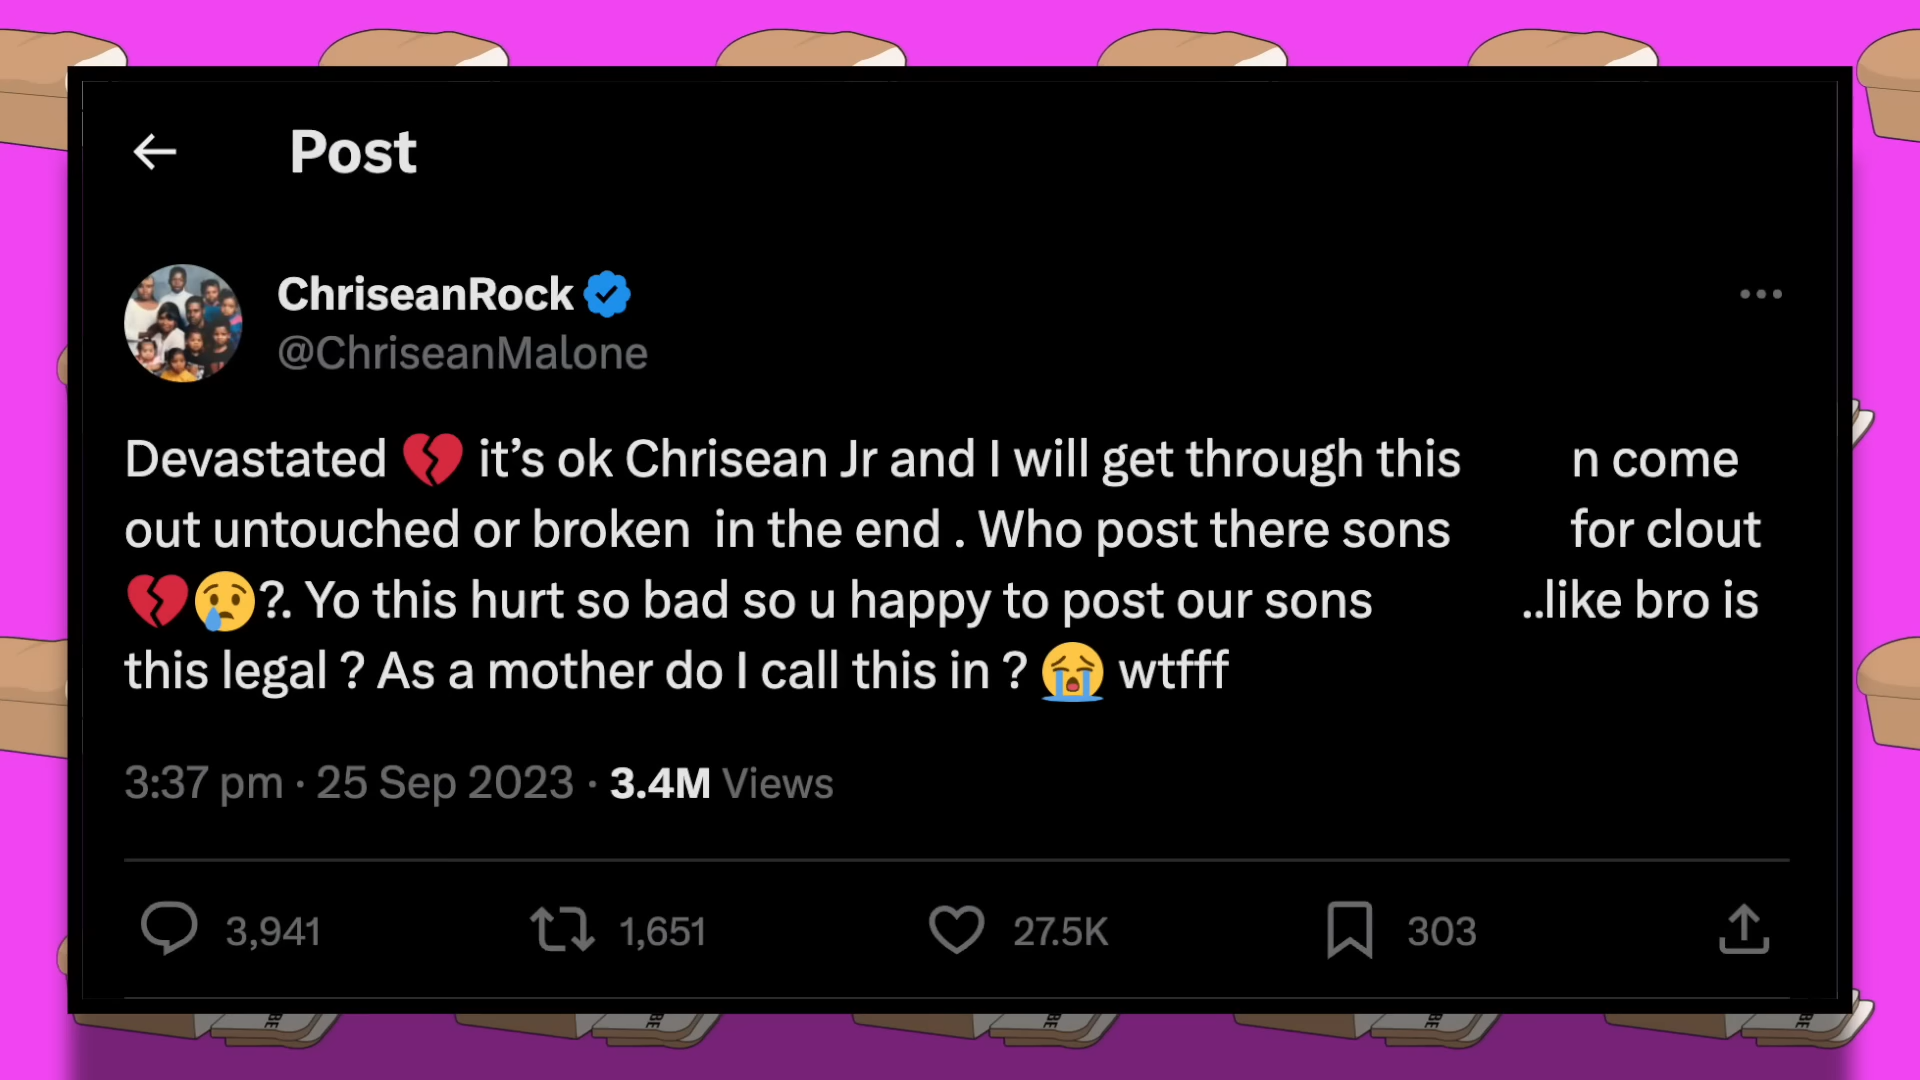 Post
ChriseanRock
@ChriseanMalone
Devastated 💔 it’s ok Chrisean Jr and I will get through this n come
out untouched or broken in the end . Who post there sons for clout
💔😢?. Yo this hurt so bad so u happy to post our sons ..like bro is
this legal ? As a mother do I call this in ? 😭 wtfff
3:37 pm · 25 Sep 2023 · 3.4M Views
3,941 1,651 27.5K 303